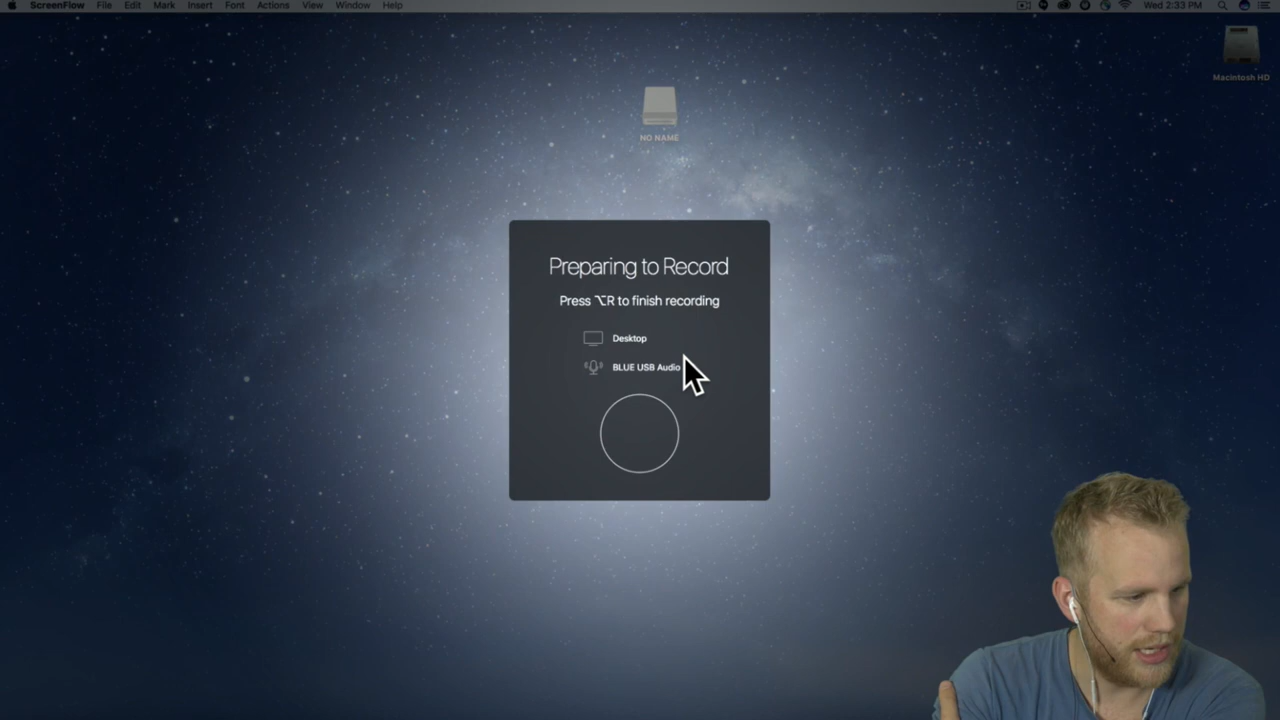 ScreenFlow File Edit Mark Insert Font Actions View Window Help Wed 2:33 PM
Macintosh HD
NO NAME
Preparing to Record
Press ⌥R to finish recording
Desktop
BLUE USB Audio